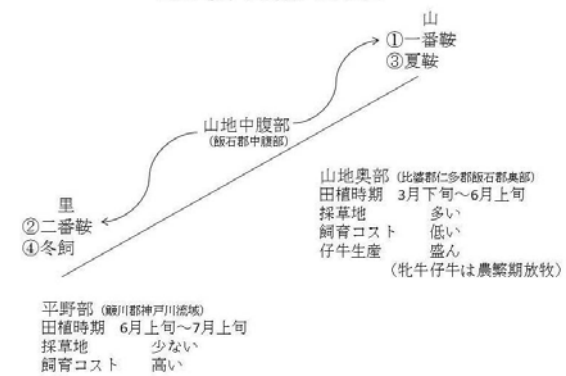 山
①一番鞍
③夏鞍
山地中腹部
(飯石郡中腹部)
山地奥部 (比婆郡仁多郡飯石郡奥部)
田植時期 3月下旬～6月上旬
採草地 多い
飼育コスト 低い
仔牛生産 盛ん
(牝牛仔牛は農繁期放牧)
里
②二番鞍
④冬飼
平野部 (簸川郡神戸川流域)
田植時期 6月上旬～7月上旬
採草地 少ない
飼育コスト 高い